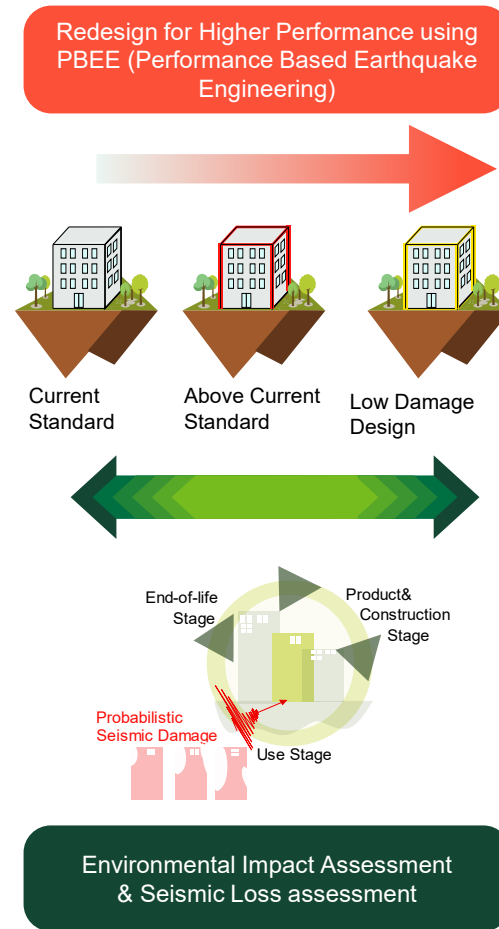 Redesign for Higher Performance using
PBEE (Performance Based Earthquake
Engineering)
Current
Standard
Above Current
Standard
Low Damage
Design
End-of-life
Stage
Product&
Construction
Stage
Probabilistic
Seismic Damage
Use Stage
Environmental Impact Assessment
& Seismic Loss assessment